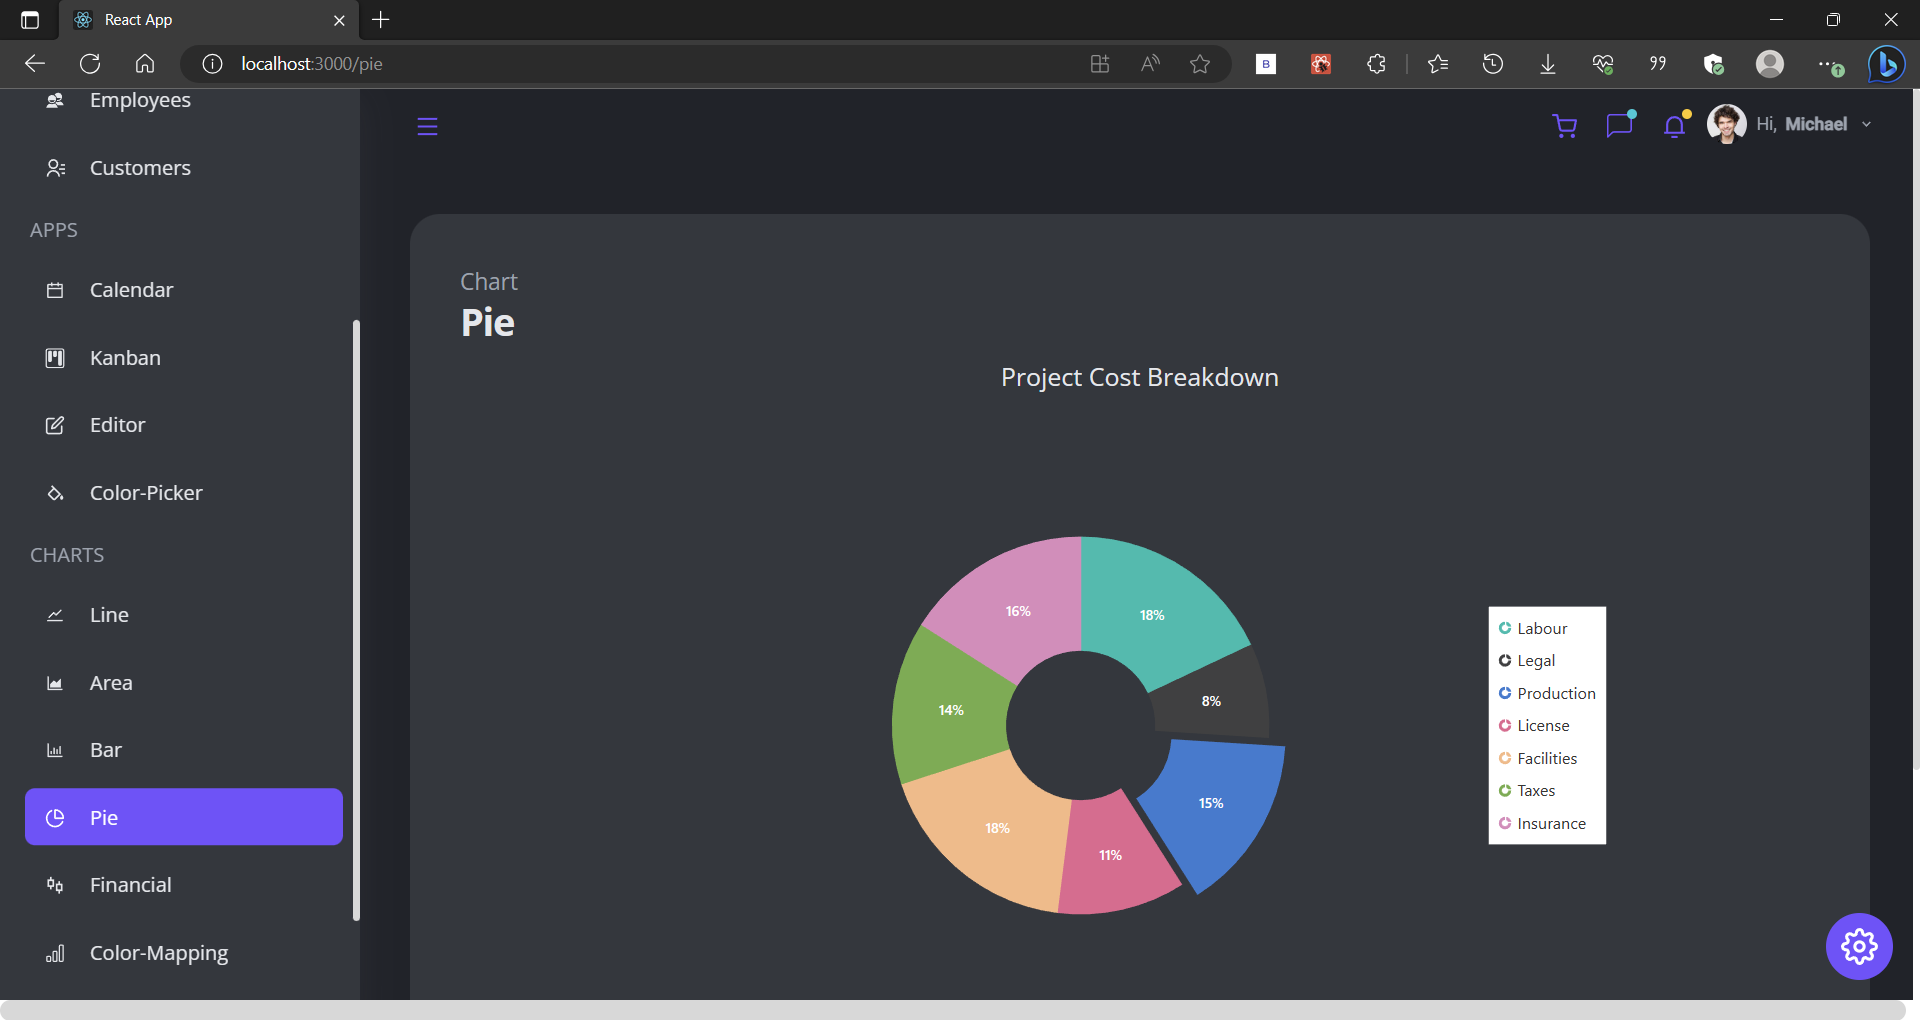 React App
localhost:3000/pie
B
Employees
Customers
APPS
Calendar
Kanban
Editor
Color-Picker
CHARTS
Line
Area
Bar
Pie
Financial
Color-Mapping
Hi, Michael
Chart
Pie
Project Cost Breakdown
16%
18%
8%
14%
15%
18%
11%
Labour
Legal
Production
License
Facilities
Taxes
Insurance